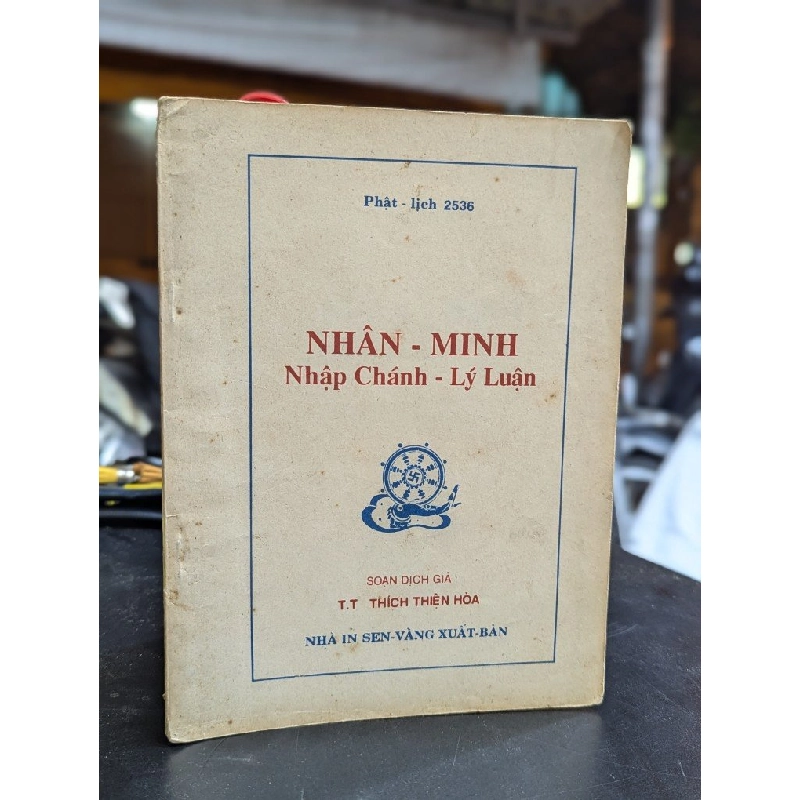 Phật - lịch 2536
NHÂN - MINH
Nhập Chánh - Lý Luận
SOẠN DỊCH GIẢ
T.T THÍCH THIỆN HÒA
NHÀ IN SEN-VÀNG XUẤT-BẢN